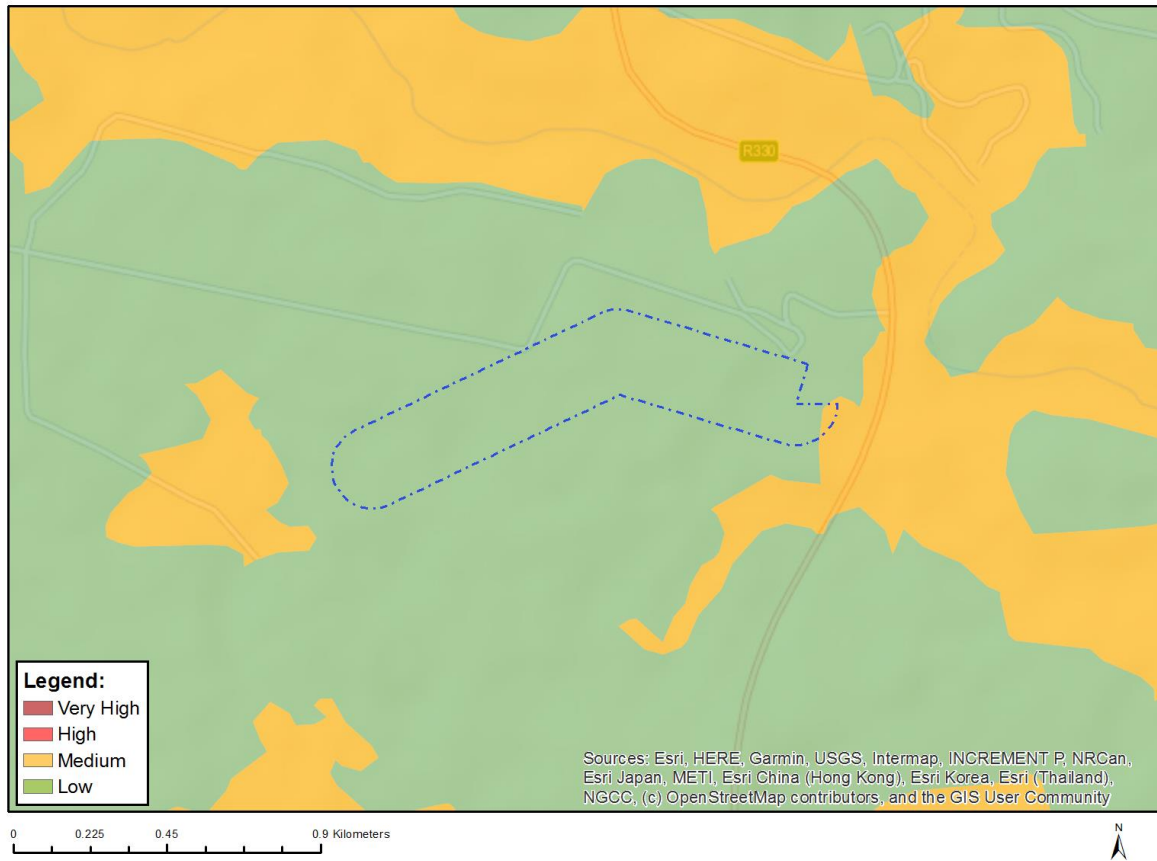 R330
Legend:
Very High
High
Medium
Low
Sources: Esri, HERE, Garmin, USGS, Intermap, INCREMENT P, NRCan,
Esri Japan, METI, Esri China (Hong Kong), Esri Korea, Esri (Thailand),
NGCC, (c) OpenStreetMap contributors, and the GIS User Community
0 0.225 0.45 0.9 Kilometers
N